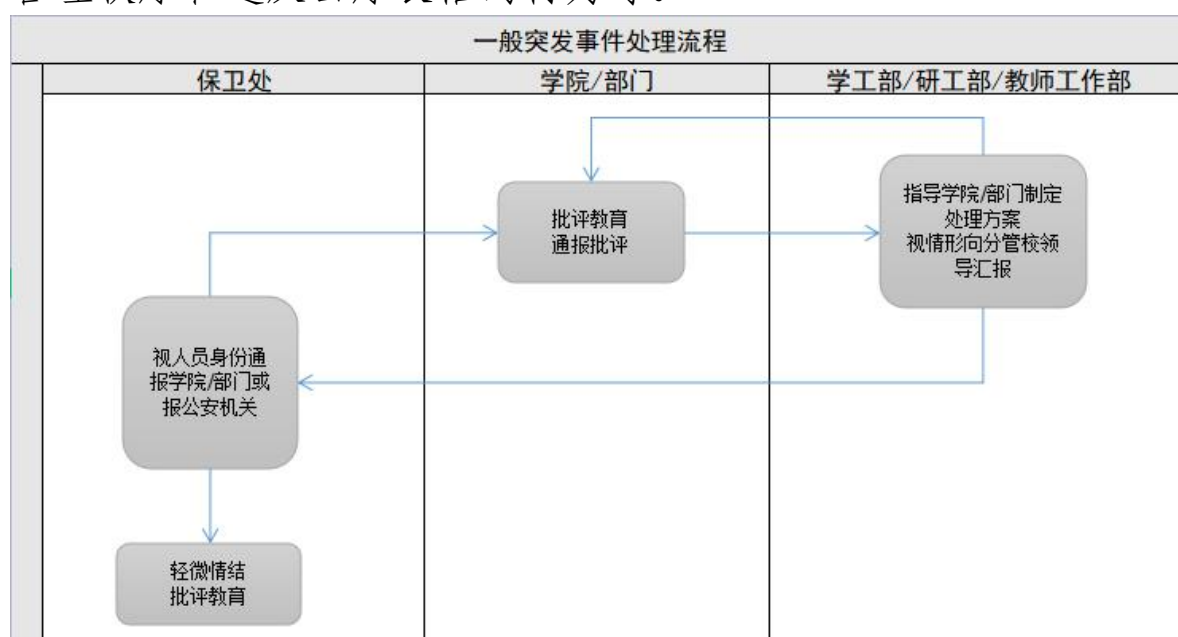 一般突发事件处理流程
保卫处
学院/部门
学工部/研工部/教师工作部
指导学院/部门制定
处理方案
视情形向分管校领
导汇报
批评教育
通报批评
视人员身份通
报学院/部门或
报公安机关
轻微情结
批评教育